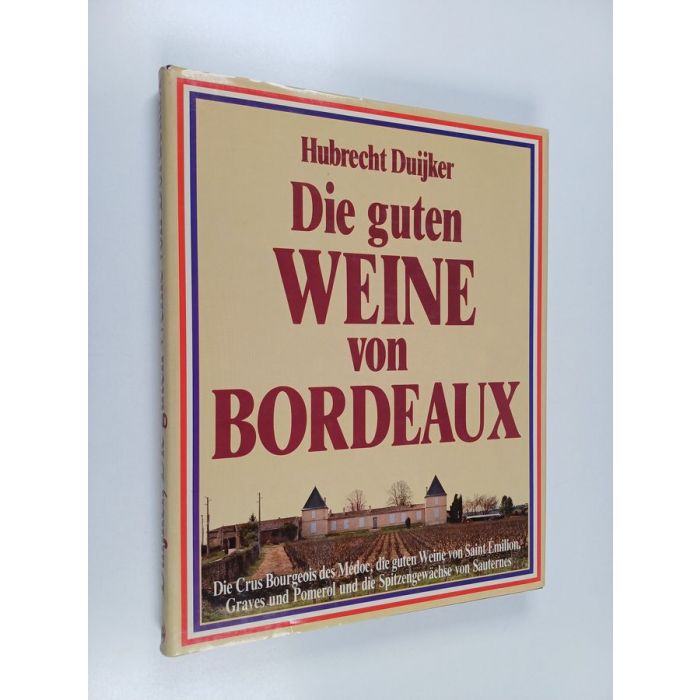 Hubrecht Duijker
Die guten
WEINE
von
BORDEAUX
Die Crus Bourgeois des Médoc, die guten Weine von Saint Émilion,
Graves und Pomerol und die Spitzengewächse von Sauternes